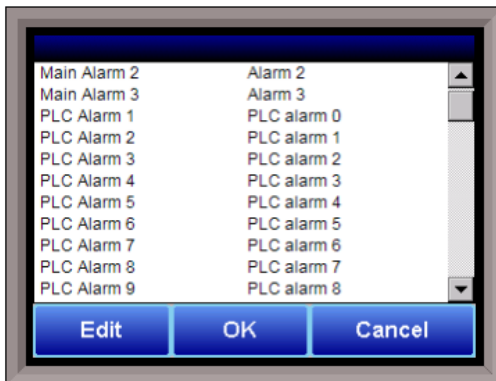 Main Alarm 2 Alarm 2
Main Alarm 3 Alarm 3
PLC Alarm 1 PLC alarm 0
PLC Alarm 2 PLC alarm 1
PLC Alarm 3 PLC alarm 2
PLC Alarm 4 PLC alarm 3
PLC Alarm 5 PLC alarm 4
PLC Alarm 6 PLC alarm 5
PLC Alarm 7 PLC alarm 6
PLC Alarm 8 PLC alarm 7
PLC Alarm 9 PLC alarm 8
Edit OK Cancel